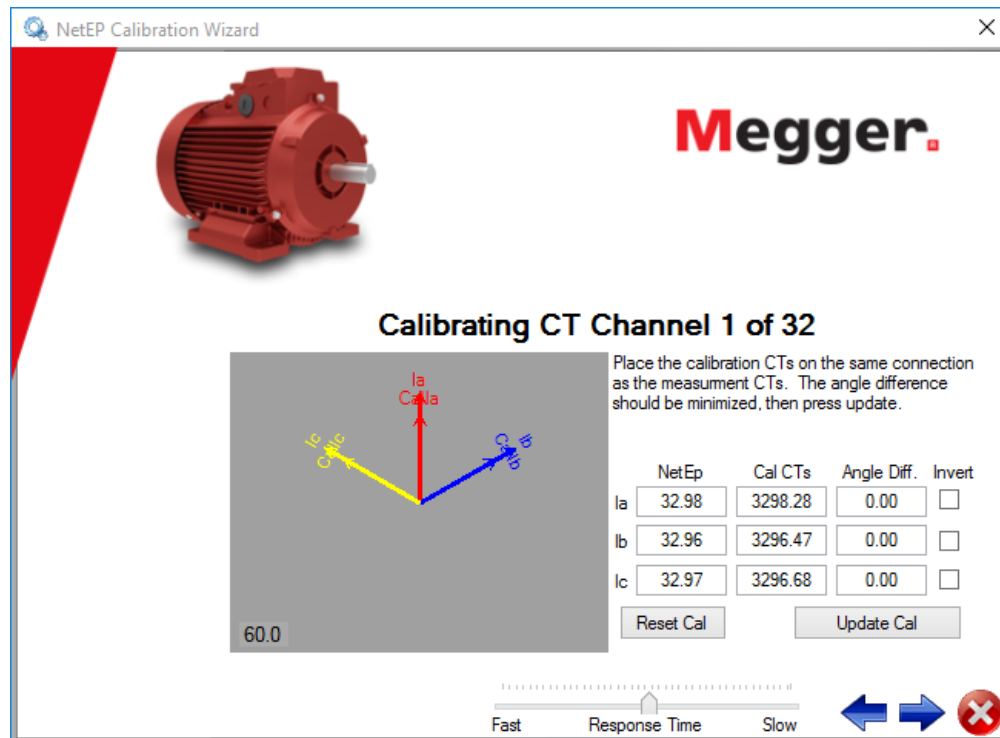 NetEP Calibration Wizard
Megger.
Calibrating CT Channel 1 of 32
Ia
CalIa
Ic
CalIc
Ib
CalIb
60.0
Place the calibration CTs on the same connection
as the measurment CTs. The angle difference
should be minimized, then press update.
NetEp Cal CTs Angle Diff. Invert
Ia 32.98 3298.28 0.00
Ib 32.96 3296.47 0.00
Ic 32.97 3296.68 0.00
Reset Cal Update Cal
Fast Response Time Slow